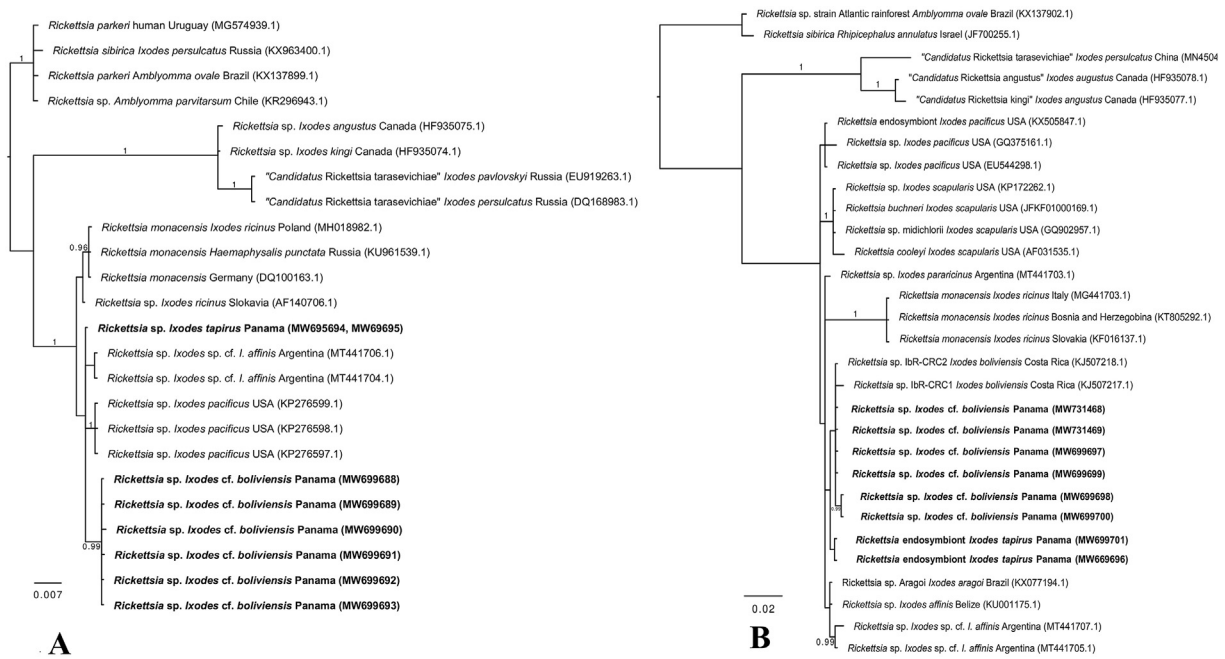 Rickettsia parkeri human Uruguay (MG574939.1)
Rickettsia sibirica Ixodes persulcatus Russia (KX963400.1)
1
Rickettsia parkeri Amblyomma ovale Brazil (KX137899.1)
Rickettsia sp. Amblyomma parvitarsum Chile (KR296943.1)
Rickettsia sp. Ixodes angustus Canada (HF935075.1)
1
Rickettsia sp. Ixodes kingi Canada (HF935074.1)
"Candidatus Rickettsia tarasevichiae" Ixodes pavlovskyi Russia (EU919263.1)
1
"Candidatus Rickettsia tarasevichiae" Ixodes persulcatus Russia (DQ168983.1)
Rickettsia monacensis Ixodes ricinus Poland (MH018982.1)
0.96
Rickettsia monacensis Haemaphysalis punctata Russia (KU961539.1)
Rickettsia monacensis Germany (DQ100163.1)
Rickettsia sp. Ixodes ricinus Slokavia (AF140706.1)
Rickettsia sp. Ixodes tapirus Panama (MW695694, MW69695)
1
Rickettsia sp. Ixodes sp. cf. I. affinis Argentina (MT441706.1)
Rickettsia sp. Ixodes sp. cf. I. affinis Argentina (MT441704.1)
Rickettsia sp. Ixodes pacificus USA (KP276599.1)
1
Rickettsia sp. Ixodes pacificus USA (KP276598.1)
Rickettsia sp. Ixodes pacificus USA (KP276597.1)
Rickettsia sp. Ixodes cf. boliviensis Panama (MW699688)
Rickettsia sp. Ixodes cf. boliviensis Panama (MW699689)
Rickettsia sp. Ixodes cf. boliviensis Panama (MW699690)
0.99
Rickettsia sp. Ixodes cf. boliviensis Panama (MW699691)
Rickettsia sp. Ixodes cf. boliviensis Panama (MW699692)
Rickettsia sp. Ixodes cf. boliviensis Panama (MW699693)
0.007
A
Rickettsia sp. strain Atlantic rainforest Amblyomma ovale Brazil (KX137902.1)
Rickettsia sibirica Rhipicephalus annulatus Israel (JF700255.1)
"Candidatus Rickettsia tarasevichiae" Ixodes persulcatus China (MN4504
1
"Candidatus Rickettsia angustus" Ixodes augustus Canada (HF935078.1)
1
"Candidatus Rickettsia kingi" Ixodes angustus Canada (HF935077.1)
Rickettsia endosymbiont Ixodes pacificus USA (KX505847.1)
Rickettsia sp. Ixodes pacificus USA (GQ375161.1)
Rickettsia sp. Ixodes pacificus USA (EU544298.1)
Rickettsia sp. Ixodes scapularis USA (KP172262.1)
Rickettsia buchneri Ixodes scapularis USA (JFKF01000169.1)
1
Rickettsia sp. midichlorii Ixodes scapularis USA (GQ902957.1)
Rickettsia cooleyi Ixodes scapularis USA (AF031535.1)
Rickettsia sp. Ixodes pararicinus Argentina (MT441703.1)
Rickettsia monacensis Ixodes ricinus Italy (MG441703.1)
1
Rickettsia monacensis Ixodes ricinus Bosnia and Herzegobina (KT805292.1)
Rickettsia monacensis Ixodes ricinus Slovakia (KF016137.1)
Rickettsia sp. IbR-CRC2 Ixodes boliviensis Costa Rica (KJ507218.1)
Rickettsia sp. IbR-CRC1 Ixodes boliviensis Costa Rica (KJ507217.1)
Rickettsia sp. Ixodes cf. boliviensis Panama (MW731468)
Rickettsia sp. Ixodes cf. boliviensis Panama (MW731469)
Rickettsia sp. Ixodes cf. boliviensis Panama (MW699697)
Rickettsia sp. Ixodes cf. boliviensis Panama (MW699699)
Rickettsia sp. Ixodes cf. boliviensis Panama (MW699698)
0.99
Rickettsia sp. Ixodes cf. boliviensis Panama (MW699700)
Rickettsia endosymbiont Ixodes tapirus Panama (MW699701)
Rickettsia endosymbiont Ixodes tapirus Panama (MW669696)
Rickettsia sp. Aragoi Ixodes aragoi Brazil (KX077194.1)
Rickettsia sp. Ixodes affinis Belize (KU001175.1)
Rickettsia sp. Ixodes sp. cf. I. affinis Argentina (MT441707.1)
0.99
Rickettsia sp. Ixodes sp. cf. I. affinis Argentina (MT441705.1)
0.02
B